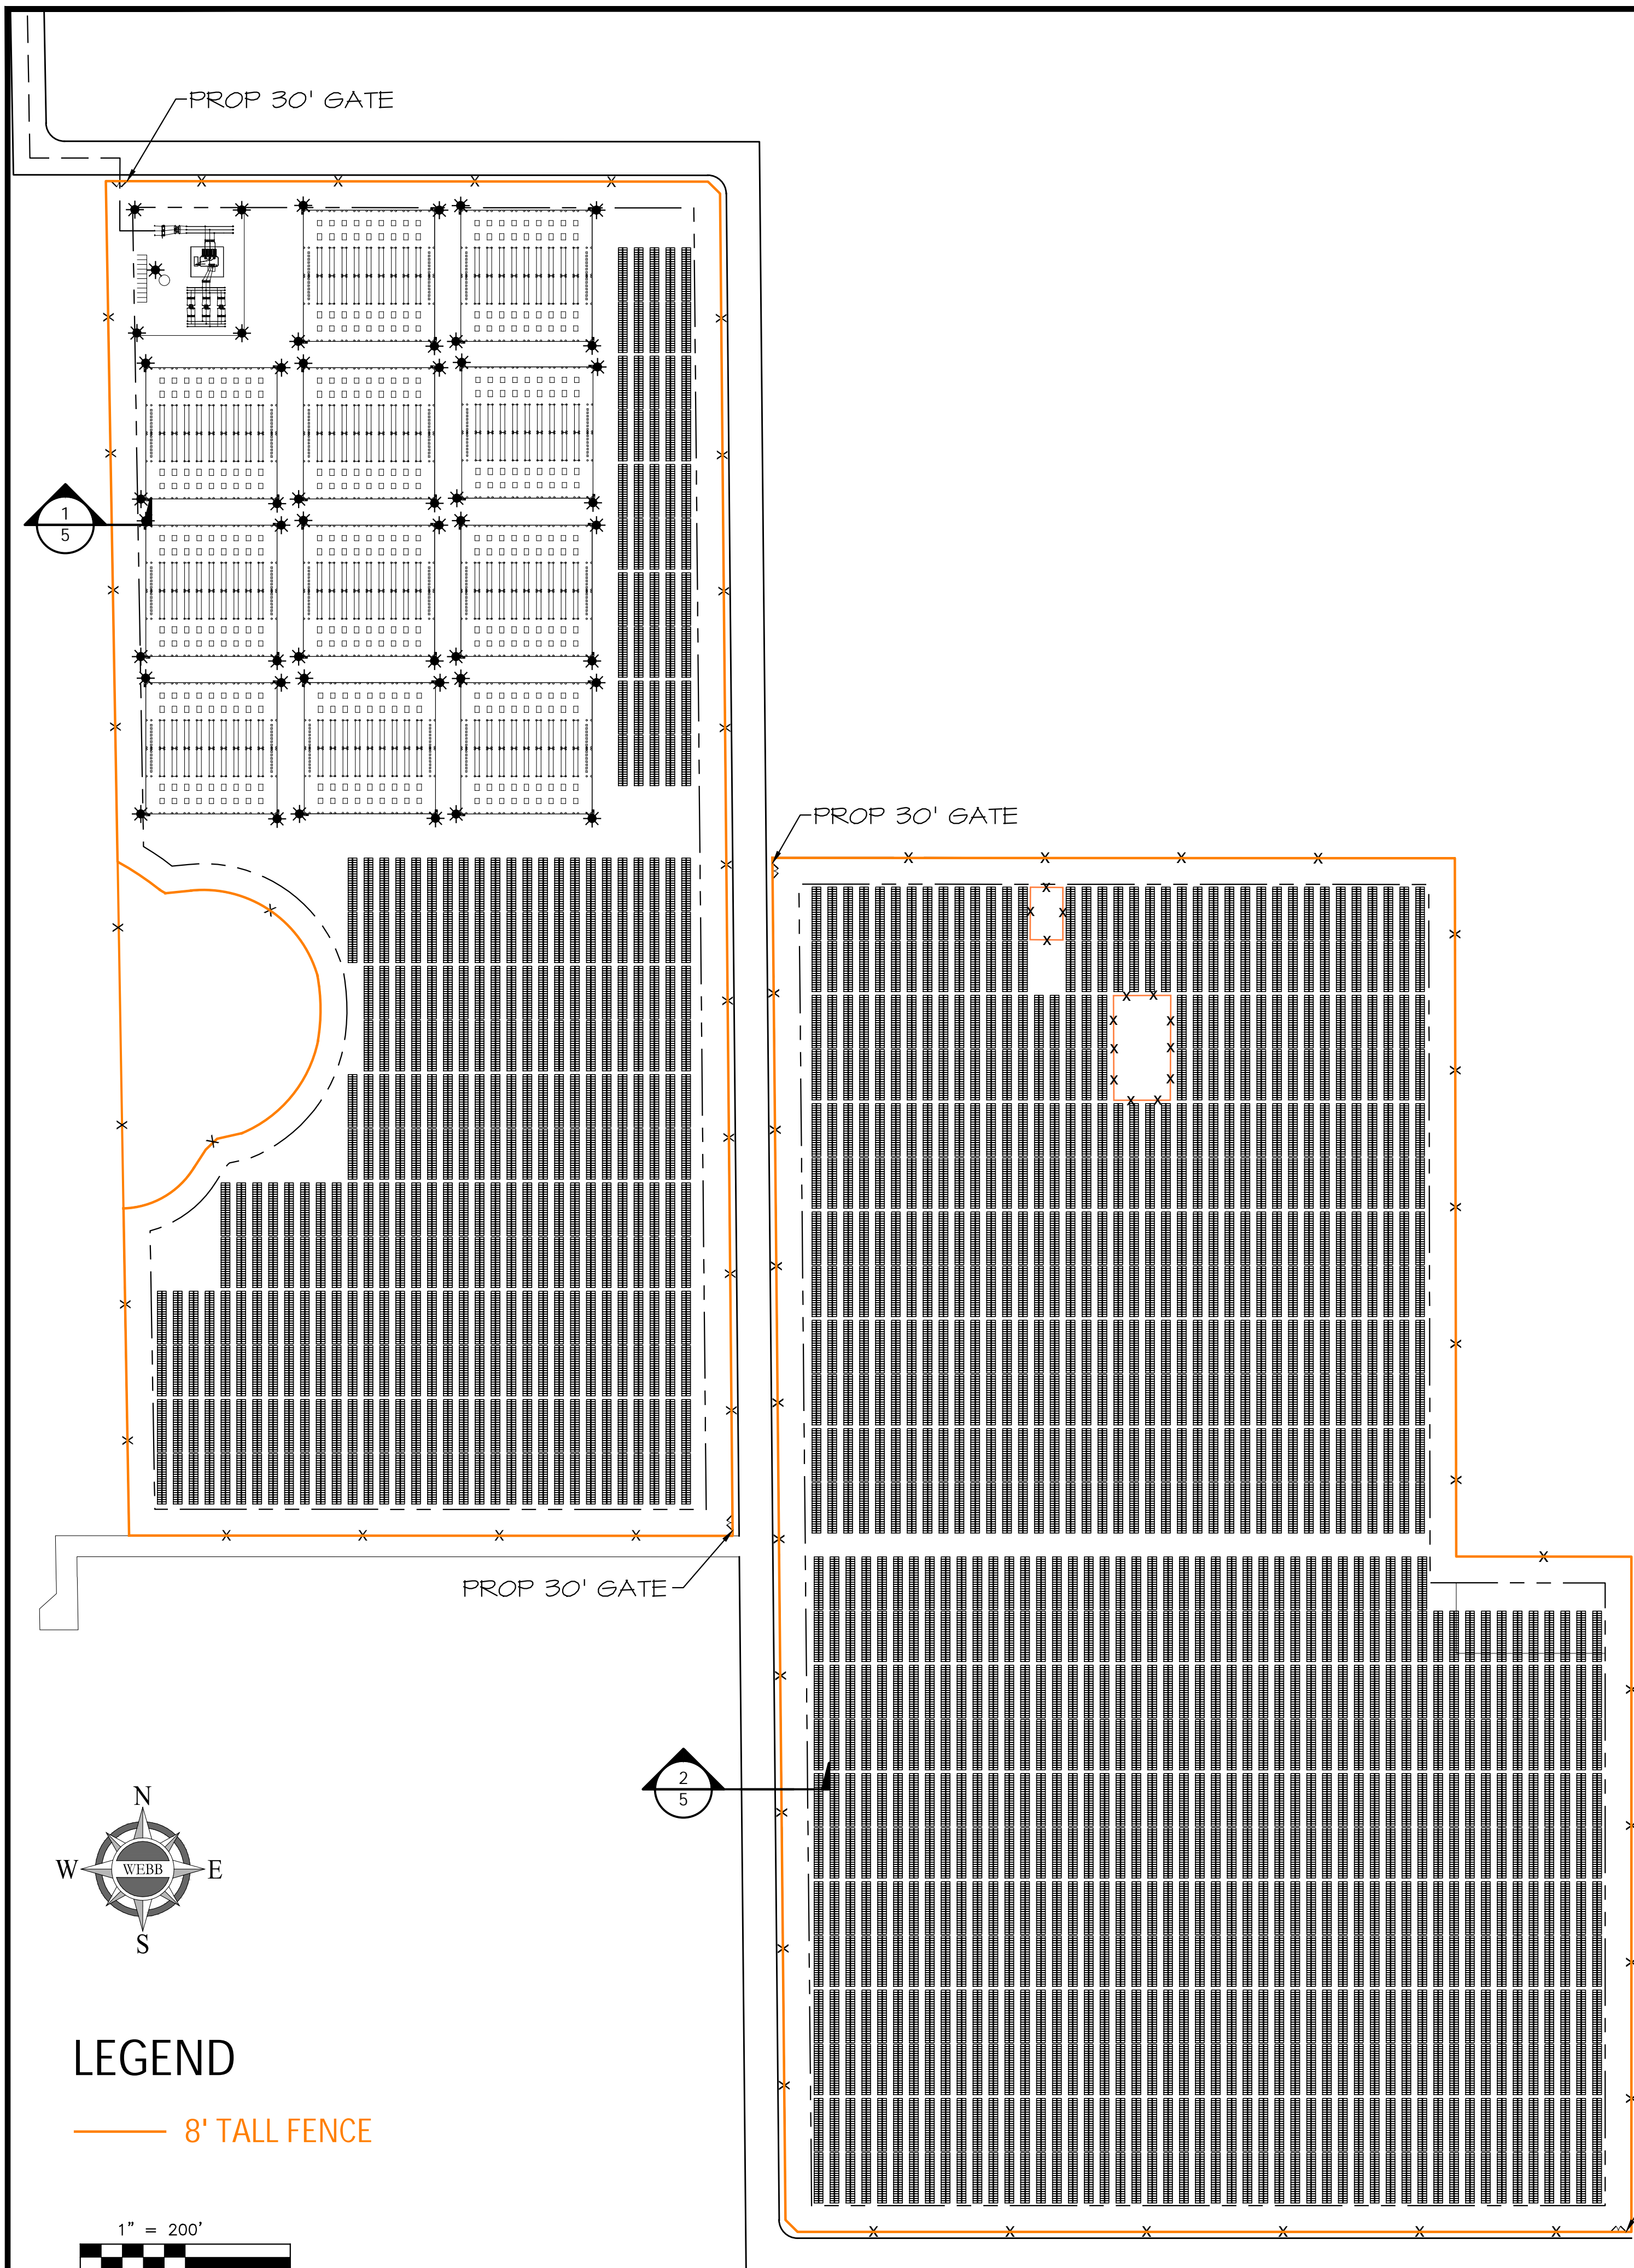 PROP 30' GATE
1
5
PROP 30' GATE
PROP 30' GATE
2
5
N
W
WEBB
E
S
LEGEND
8' TALL FENCE
1" = 200'